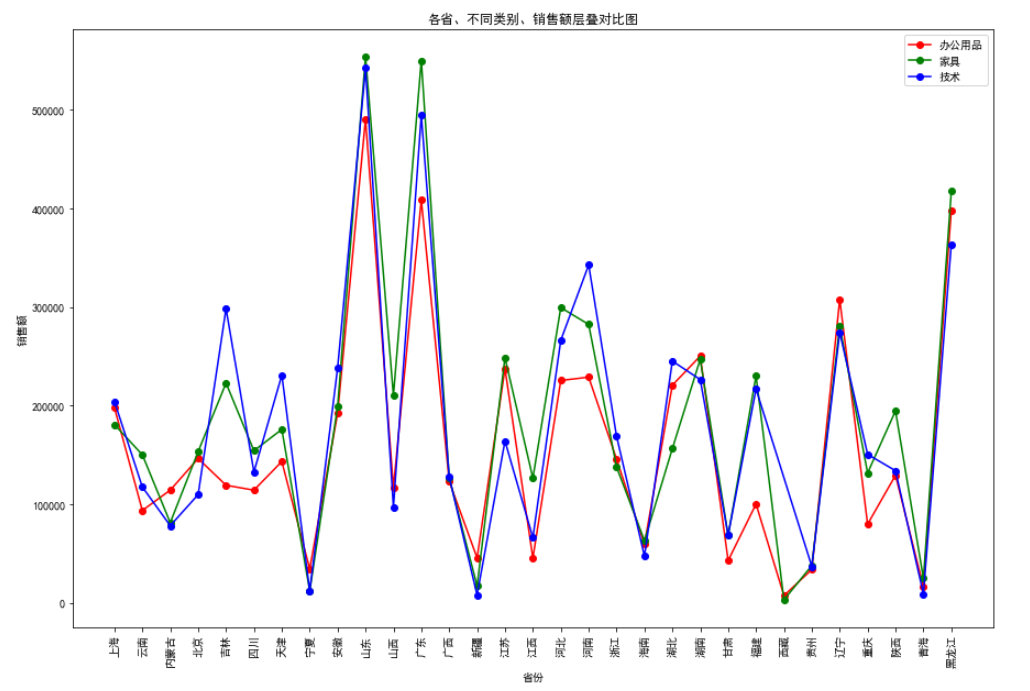 各省、不同类别、销售额层叠对比图
办公用品
家具
技术
销售额
500000
400000
300000
200000
100000
0
上海
云南
内蒙古
北京
吉林
四川
天津
宁夏
安徽
山东
山西
广东
广西
新疆
江苏
江西
河北
河南
浙江
海南
湖北
湖南
甘肃
福建
西藏
贵州
辽宁
重庆
陕西
青海
黑龙江
省份